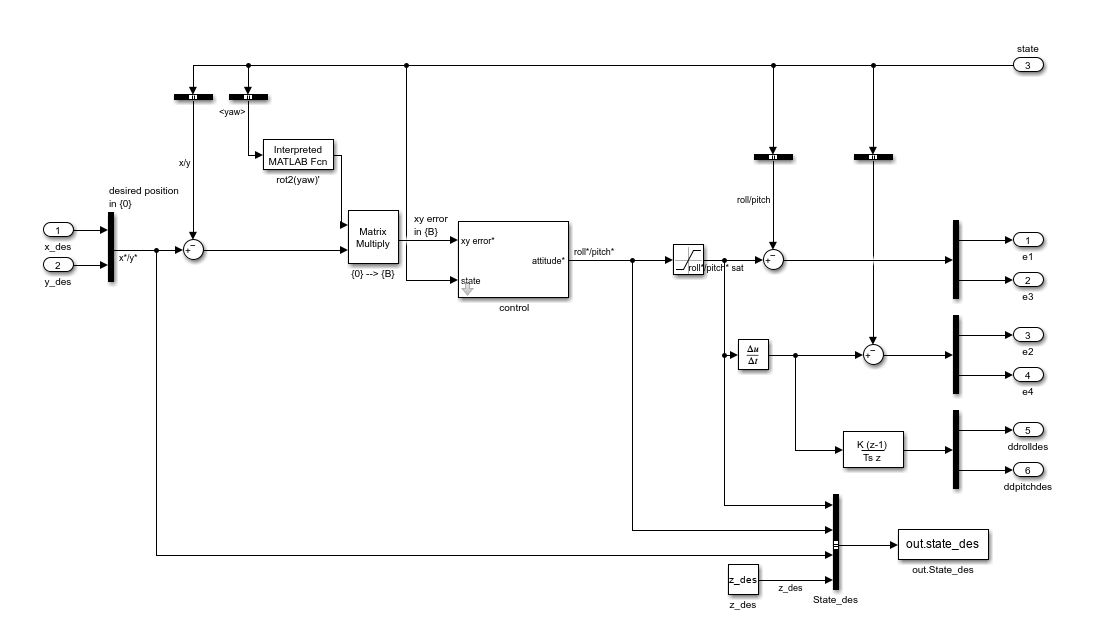 state
3
<yaw>
Interpreted
MATLAB Fcn
rot2(yaw)'
x/y
roll/pitch
desired position
in {0}
1
x_des
2
y_des
x*/y*
+
−
Matrix
Multiply
{0} --> {B}
xy error
in {B}
xy error*
state
attitude*
control
roll*/pitch*
roll*/pitch* sat
+
−
1
e1
2
e3
Δu
Δt
+
−
3
e2
4
e4
K (z-1)
Ts z
5
ddrolldes
6
ddpitchdes
z_des
z_des
z_des
State_des
out.state_des
out.State_des